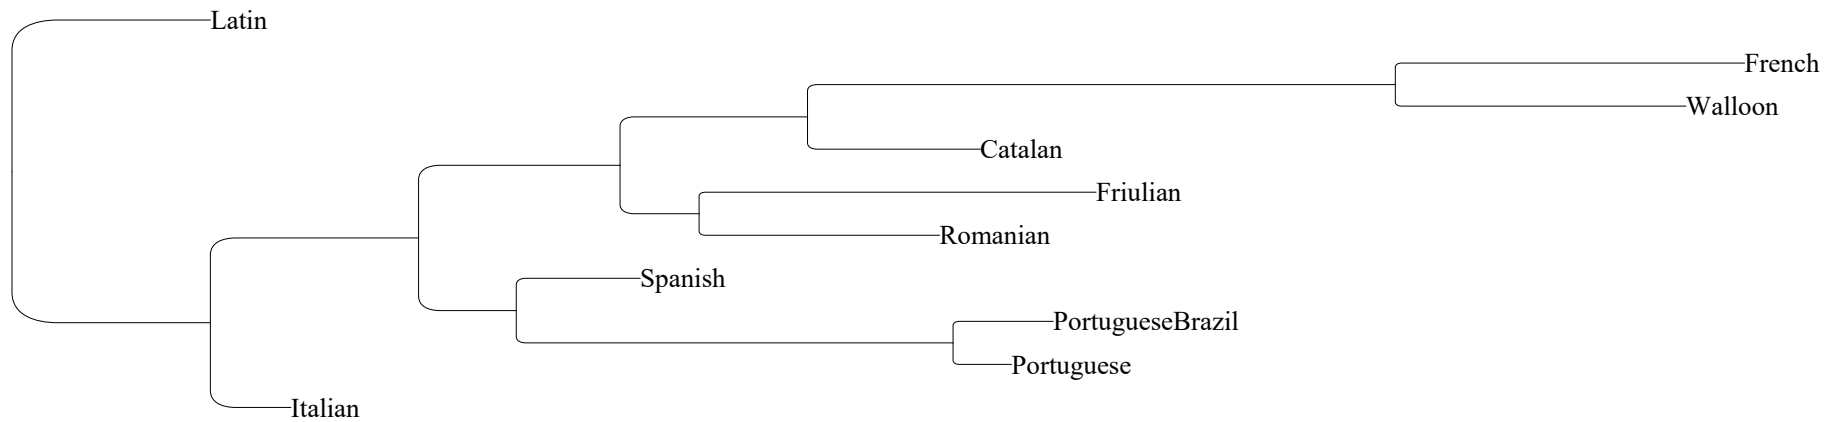 Latin
French
Walloon
Catalan
Friulian
Romanian
Spanish
PortugueseBrazil
Portuguese
Italian